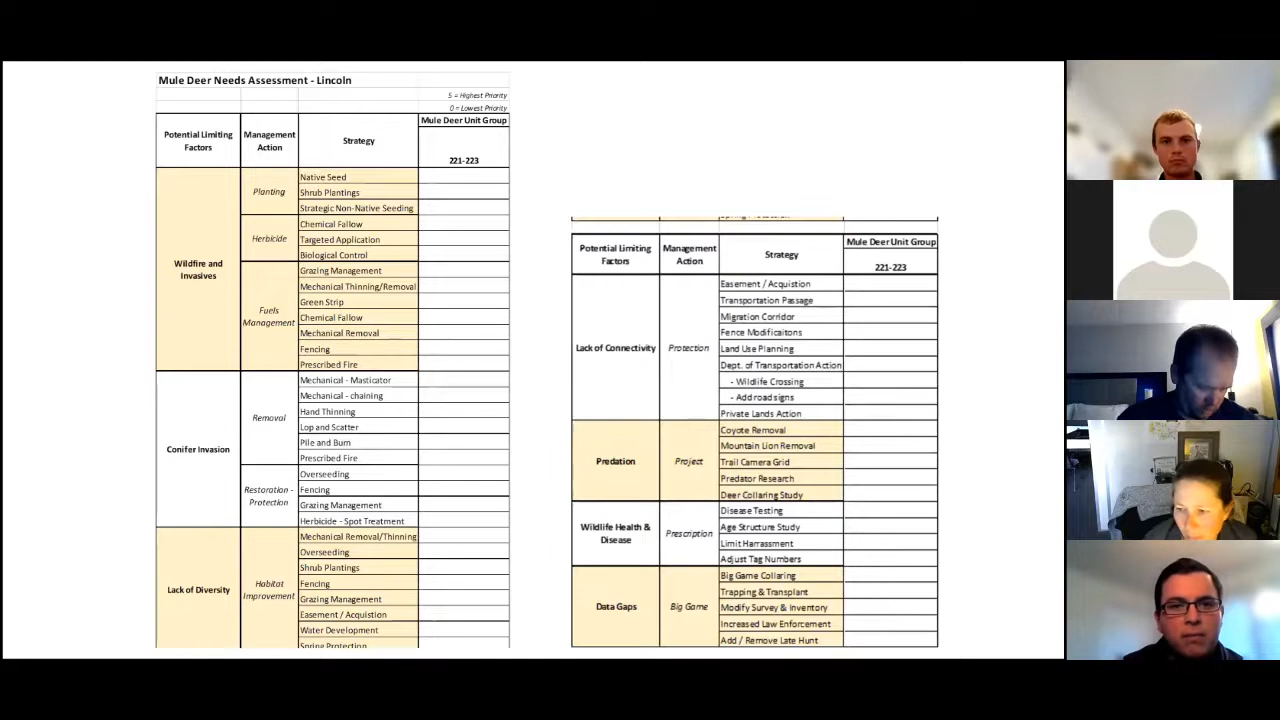 Mule Deer Needs Assessment - Lincoln
5 = Highest Priority
0 = Lowest Priority
Potential Limiting Factors
Management Action
Strategy
Mule Deer Unit Group
221-223
Wildfire and Invasives
Planting
Native Seed
Shrub Plantings
Strategic Non-Native Seeding
Herbicide
Chemical Fallow
Targeted Application
Biological Control
Fuels Management
Grazing Management
Mechanical Thinning/Removal
Green Strip
Chemical Fallow
Mechanical Removal
Fencing
Prescribed Fire
Conifer Invasion
Removal
Mechanical - Masticator
Mechanical - chaining
Hand Thinning
Lop and Scatter
Pile and Burn
Prescribed Fire
Restoration - Protection
Overseeding
Fencing
Grazing Management
Herbicide - Spot Treatment
Lack of Diversity
Habitat Improvement
Mechanical Removal/Thinning
Overseeding
Shrub Plantings
Fencing
Grazing Management
Easement / Acquistion
Water Development
Spring Protection
Spring Protection
Potential Limiting Factors
Management Action
Strategy
Mule Deer Unit Group
221-223
Lack of Connectivity
Protection
Easement / Acquistion
Transportation Passage
Migration Corridor
Fence Modificaitons
Land Use Planning
Dept. of Transportation Action
- Wildlife Crossing
- Add road signs
Private Lands Action
Predation
Project
Coyote Removal
Mountain Lion Removal
Trail Camera Grid
Predator Research
Deer Collaring Study
Wildlife Health & Disease
Prescription
Disease Testing
Age Structure Study
Limit Harrassment
Adjust Tag Numbers
Data Gaps
Big Game
Big Game Collaring
Trapping & Transplant
Modify Survey & Inventory
Increased Law Enforcement
Add / Remove Late Hunt